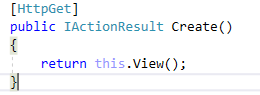 [HttpGet]
public IActionResult Create()
{
    return this.View();
}